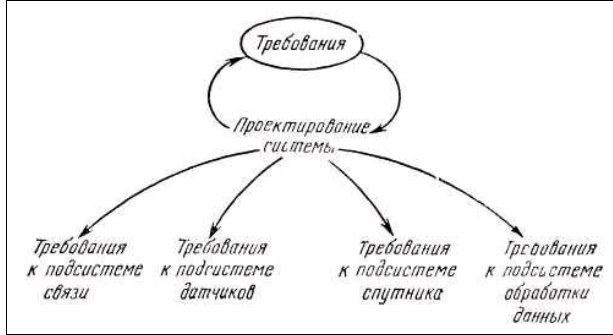 Требования
Проектирование
системы
Требования
к подсистеме
связи
Требования
к подсистеме
датчиков
Требования
к подсистеме
спутника
Требования
к подсистеме
обработки
данных